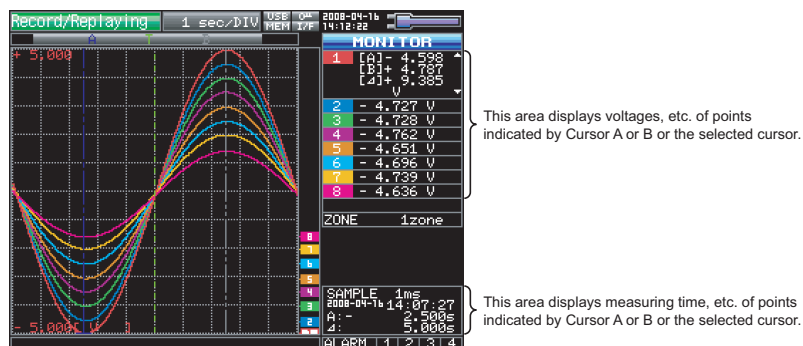 Record/Replaying 1 sec/DIV USB MEM 0µ I/F 2008-04-16 14:12:22
A T B
MONITOR
+ 5.000
1 [A]- 4.598
[B]+ 4.787
[⊿]+ 9.385
V
2 - 4.727 V
3 - 4.728 V
4 - 4.762 V
5 - 4.651 V
6 - 4.696 V
7 - 4.739 V
8 - 4.636 V
This area displays voltages, etc. of points
indicated by Cursor A or B or the selected cursor.
ZONE 1zone
8
7
6
5
4
3
2
1
SAMPLE 1ms
2008-04-16 14:07:27
A:- 2.500s
⊿: 5.000s
This area displays measuring time, etc. of points
indicated by Cursor A or B or the selected cursor.
- 5.000[ V ]
ALARM 1 2 3 4